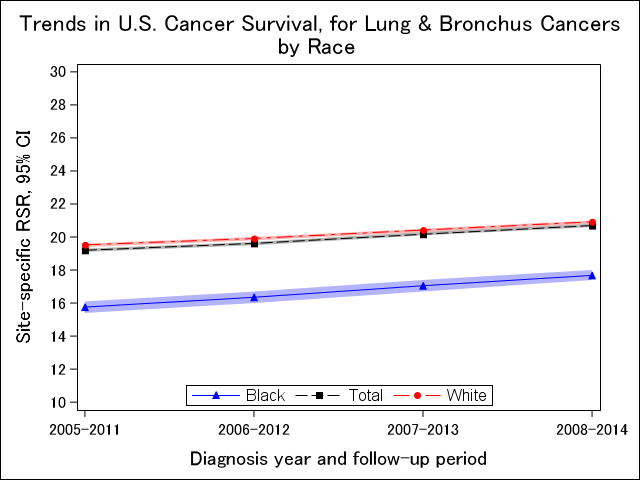 Trends in U.S. Cancer Survival, for Lung & Bronchus Cancers
by Race
Site-specific RSR, 95% CI
30
28
26
24
22
20
18
16
14
12
10
Black Total White
2005-2011 2006-2012 2007-2013 2008-2014
Diagnosis year and follow-up period